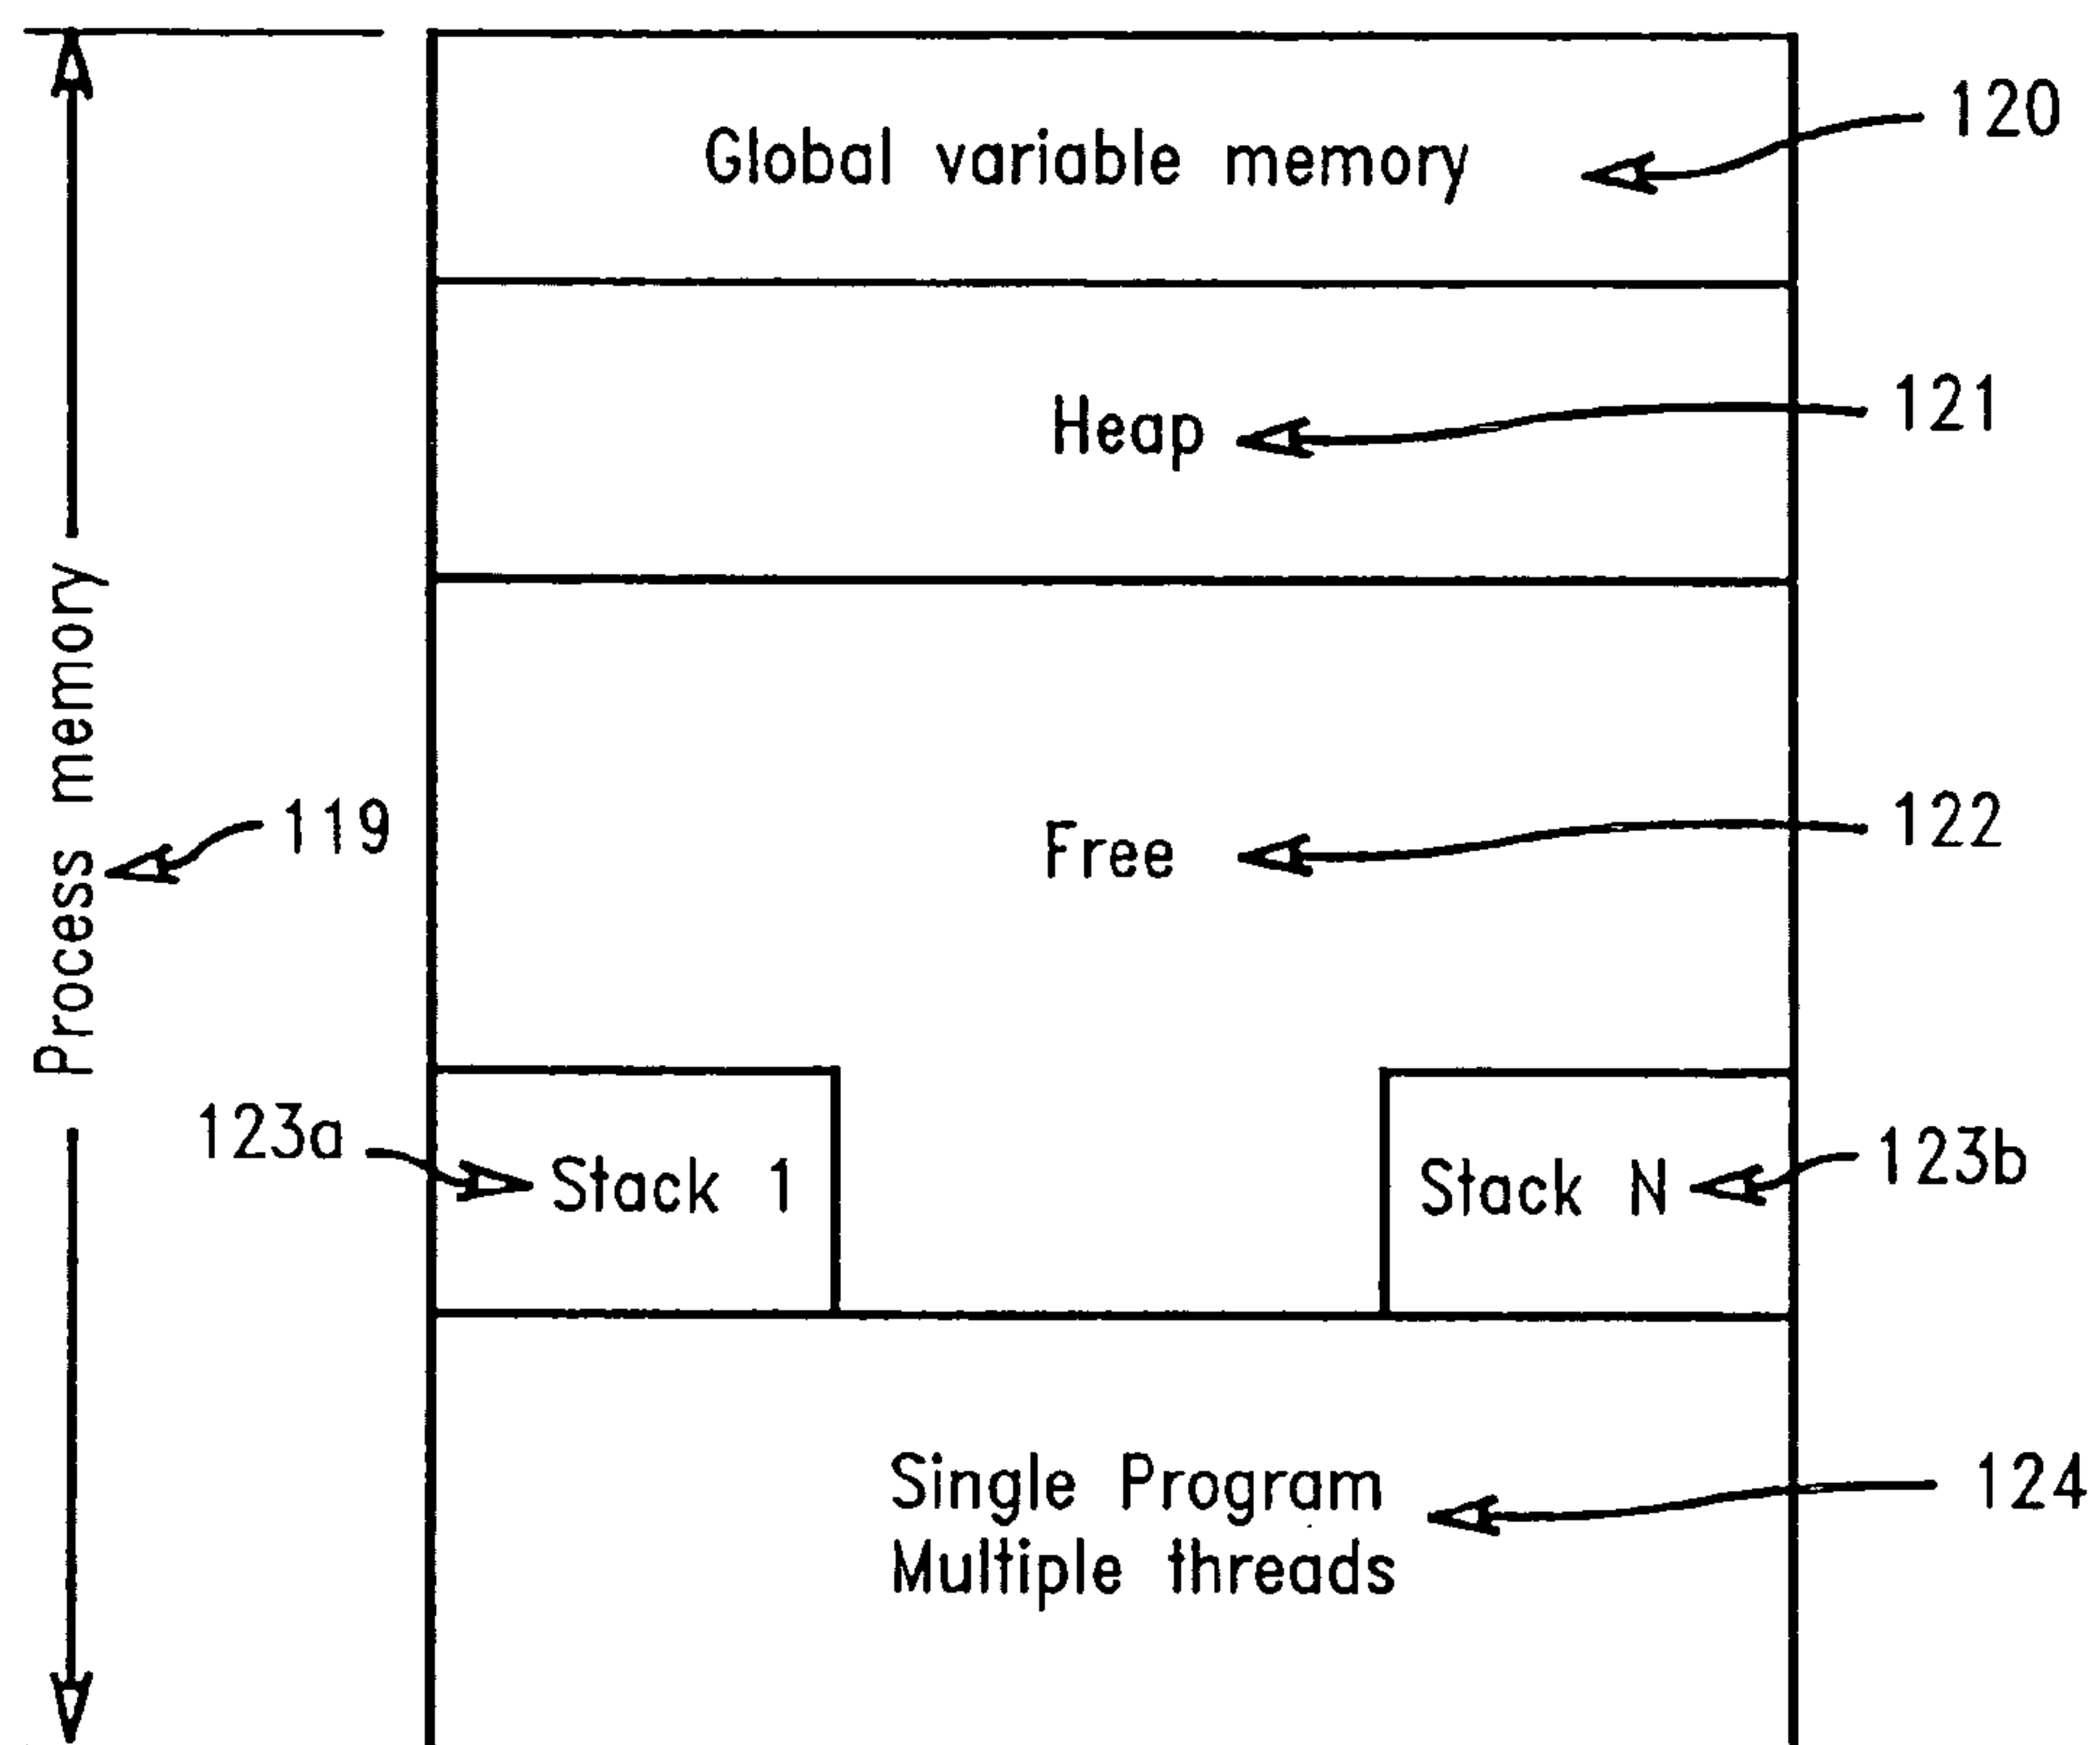 120
Global variable memory
121
Heap
Process memory
119
122
Free
123a
Stack 1
Stack N
123b
124
Single Program
Multiple threads